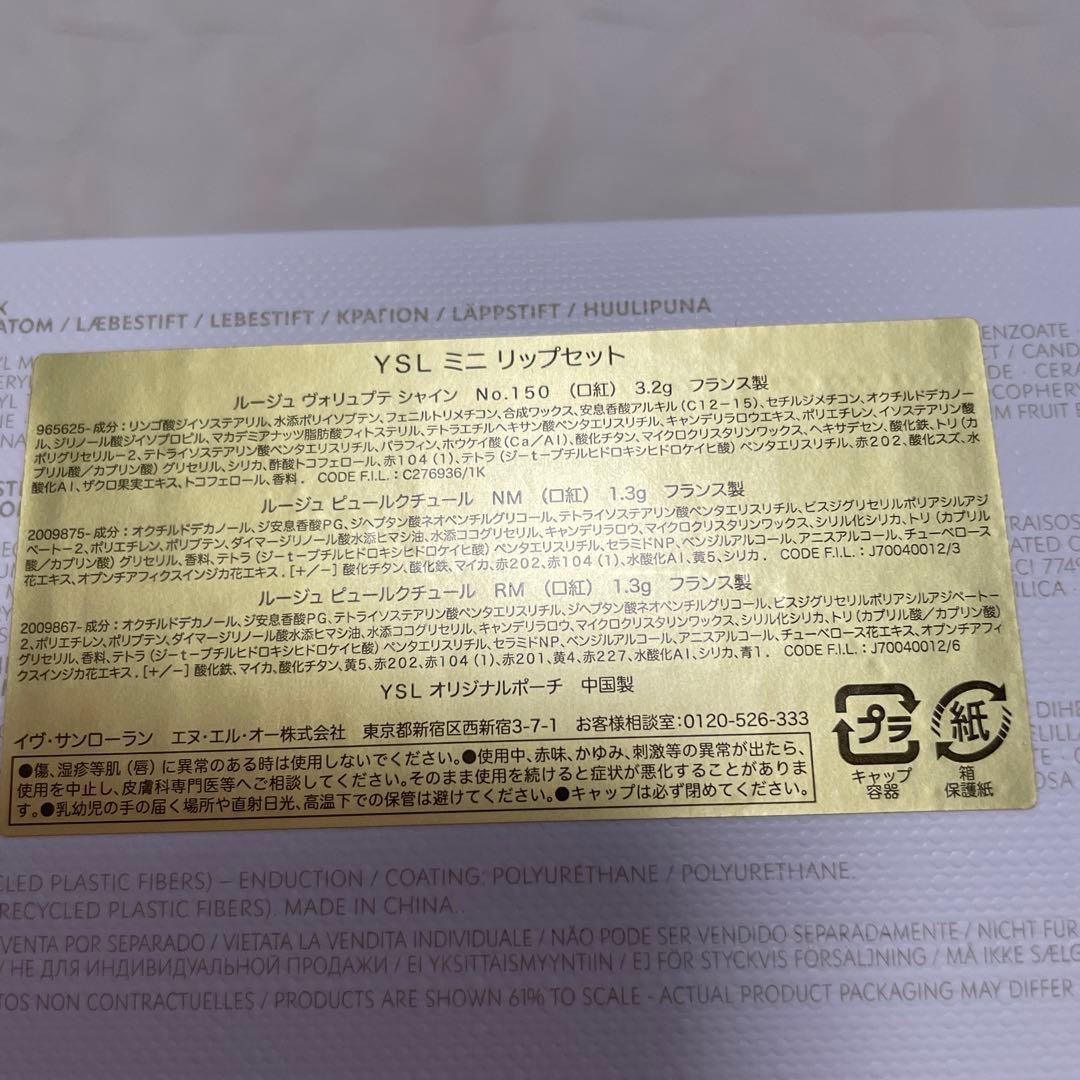 ATOM / LÆBESTIFT / LEBESTIFT / ΚΡΑΓΙΟΝ / LÄPPSTIFT / HUULIPUNA
ENZOATE -
YSL ミニ リップセット
ルージュ ヴォリュプテ シャイン No.150 (口紅) 3.2g フランス製
965625-成分：リンゴ酸ジイソステアリル、水添ポリイソブテン、フェニルトリメチコン、合成ワックス、安息香酸アルキル(C12-15)、セチルジメチコン、オクチルドデカノー
ル、ジリノール酸ジイソプロピル、マカデミアナッツ脂肪酸フィトステリル、テトラエチルヘキサン酸ペンタエリスリチル、キャンデリラロウエキス、ポリエチレン、イソステアリン酸
ポリグリセリル-2、テトライソステアリン酸ペンタエリスリチル、パラフィン、ホウケイ酸(Ca/Al)、酸化チタン、マイクロクリスタリンワックス、ヘキサデセン、酸化鉄、トリ(カ
プリル酸/カプリン酸)グリセリル、シリカ、酢酸トコフェロール、赤104(1)、テトラ(ジ-t-ブチルヒドロキシヒドロケイヒ酸)ペンタエリスリチル、赤202、酸化スズ、水
酸化Al、ザクロ果実エキス、トコフェロール、香料. CODE F.I.L.：C276936/1K
ルージュ ピュールクチュール NM (口紅) 1.3g フランス製
2009875-成分：オクチルドデカノール、ジ安息香酸PG、ジヘプタン酸ネオペンチルグリコール、テトライソステアリン酸ペンタエリスリチル、ビスジグリセリルポリアシルアジ
ペート-2、ポリエチレン、ポリブテン、ダイマージリノール酸水添ヒマシ油、水添ココグリセリル、キャンデリラロウ、マイクロクリスタリンワックス、シリル化シリカ、トリ(カプリル
酸/カプリン酸)グリセリル、香料、テトラ(ジ-t-ブチルヒドロキシヒドロケイヒ酸)ペンタエリスリチル、セラミドNP、ベンジルアルコール、アニスアルコール、チューベロース
花エキス、オプンチアフィクスインジカ花エキス. [+/-] 酸化チタン、酸化鉄、マイカ、赤202、赤104(1)、水酸化Al、黄5、シリカ. CODE F.I.L.：J70040012/3
ルージュ ピュールクチュール RM (口紅) 1.3g フランス製
2009867-成分：オクチルドデカノール、ジ安息香酸PG、テトライソステアリン酸ペンタエリスリチル、ジヘプタン酸ネオペンチルグリコール、ビスジグリセリルポリアシルアジペート-
2、ポリエチレン、ポリブテン、ダイマージリノール酸水添ヒマシ油、水添ココグリセリル、キャンデリラロウ、マイクロクリスタリンワックス、シリル化シリカ、トリ(カプリル酸/カプリン酸)
グリセリル、香料、テトラ(ジ-t-ブチルヒドロキシヒドロケイヒ酸)ペンタエリスリチル、セラミドNP、ベンジルアルコール、アニスアルコール、チューベロース花エキス、オプンチアフィ
クスインジカ花エキス. [+/-] 酸化鉄、マイカ、酸化チタン、黄5、赤202、赤104(1)、赤201、黄4、赤227、水酸化Al、シリカ、青1. CODE F.I.L.：J70040012/6
YSL オリジナルポーチ 中国製
イヴ・サンローラン エヌ・エル・オー株式会社 東京都新宿区西新宿3-7-1 お客様相談室：0120-526-333
●傷、湿疹等肌(唇)に異常のある時は使用しないでください。●使用中、赤味、かゆみ、刺激等の異常が出たら、
使用を中止し、皮膚科専門医等へご相談してください。そのまま使用を続けると症状が悪化することがありま
す。●乳幼児の手の届く場所や直射日光、高温下での保管は避けてください。●キャップは必ず閉めてください。
プラ
キャップ
容器
紙
箱
保護紙
CLED PLASTIC FIBERS) – ENDUCTION / COATING: POLYURÉTHANE / POLYURETHANE.
RECYCLED PLASTIC FIBERS). MADE IN CHINA..
VENTA POR SEPARADO / VIETATA LA VENDITA INDIVIDUALE / NÃO PODE SER VENDIDO SEPARADAMENTE / NICHT FÜR
/ НЕ ДЛЯ ИНДИВИДУАЛЬНОЙ ПРОДАЖИ / EI YKSITTAISMYYNTIIN / EJ FÖR STYCKVIS FÖRSÄLJNING / MÅ IKKE SÆLG
TOS NON CONTRACTUELLES / PRODUCTS ARE SHOWN 61% TO SCALE - ACTUAL PRODUCT PACKAGING MAY DIFFER